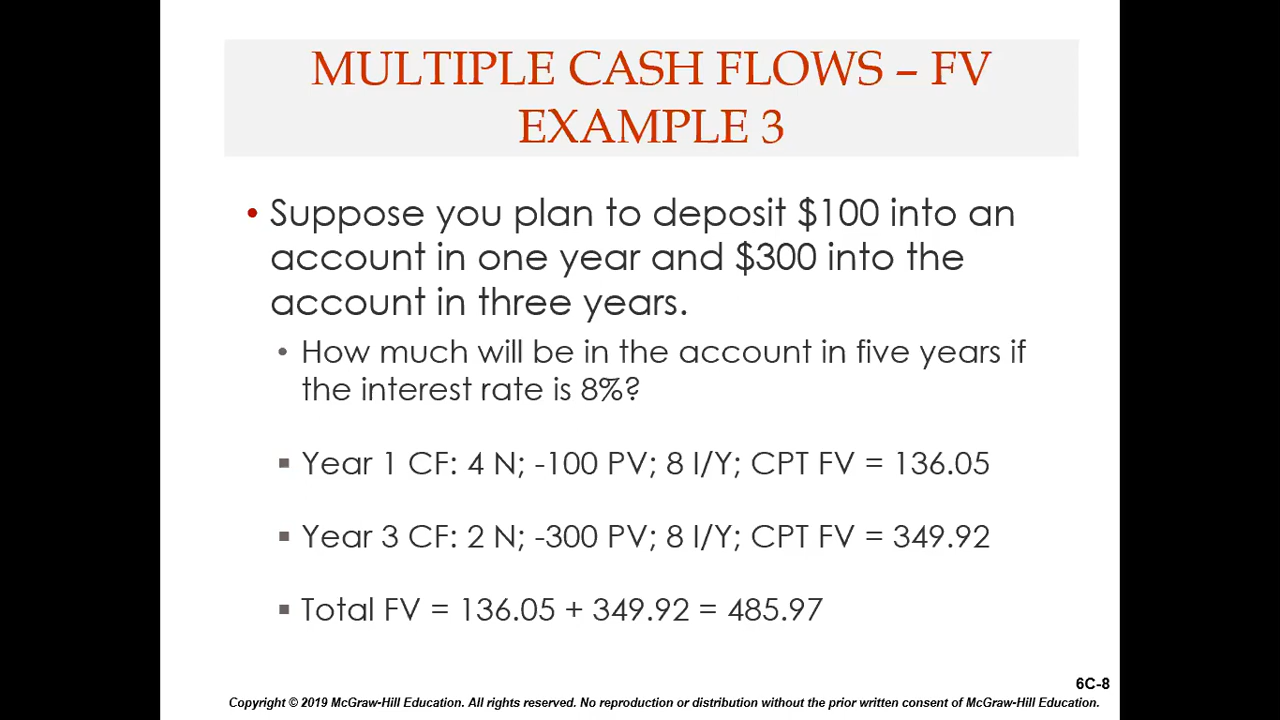 MULTIPLE CASH FLOWS – FV
EXAMPLE 3
• Suppose you plan to deposit $100 into an
account in one year and $300 into the
account in three years.
• How much will be in the account in five years if
the interest rate is 8%?
▪ Year 1 CF: 4 N; -100 PV; 8 I/Y; CPT FV = 136.05
▪ Year 3 CF: 2 N; -300 PV; 8 I/Y; CPT FV = 349.92
▪ Total FV = 136.05 + 349.92 = 485.97
6C-8
Copyright © 2019 McGraw-Hill Education. All rights reserved. No reproduction or distribution without the prior written consent of McGraw-Hill Education.